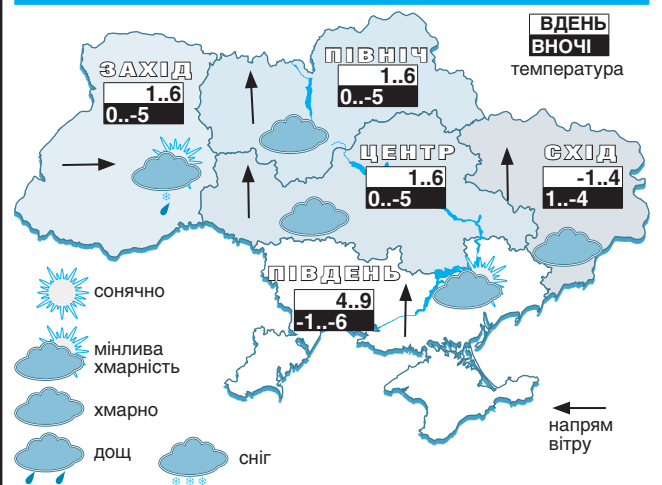 ВДЕНЬ
ВНОЧІ
температура
ЗАХІД
1..6
0..-5
ПІВНІЧ
1..6
0..-5
ЦЕНТР
1..6
0..-5
СХІД
-1..4
1..-4
ПІВДЕНЬ
4..9
-1..-6
сонячно
мінлива
хмарність
хмарно
дощ
сніг
напрям
вітру